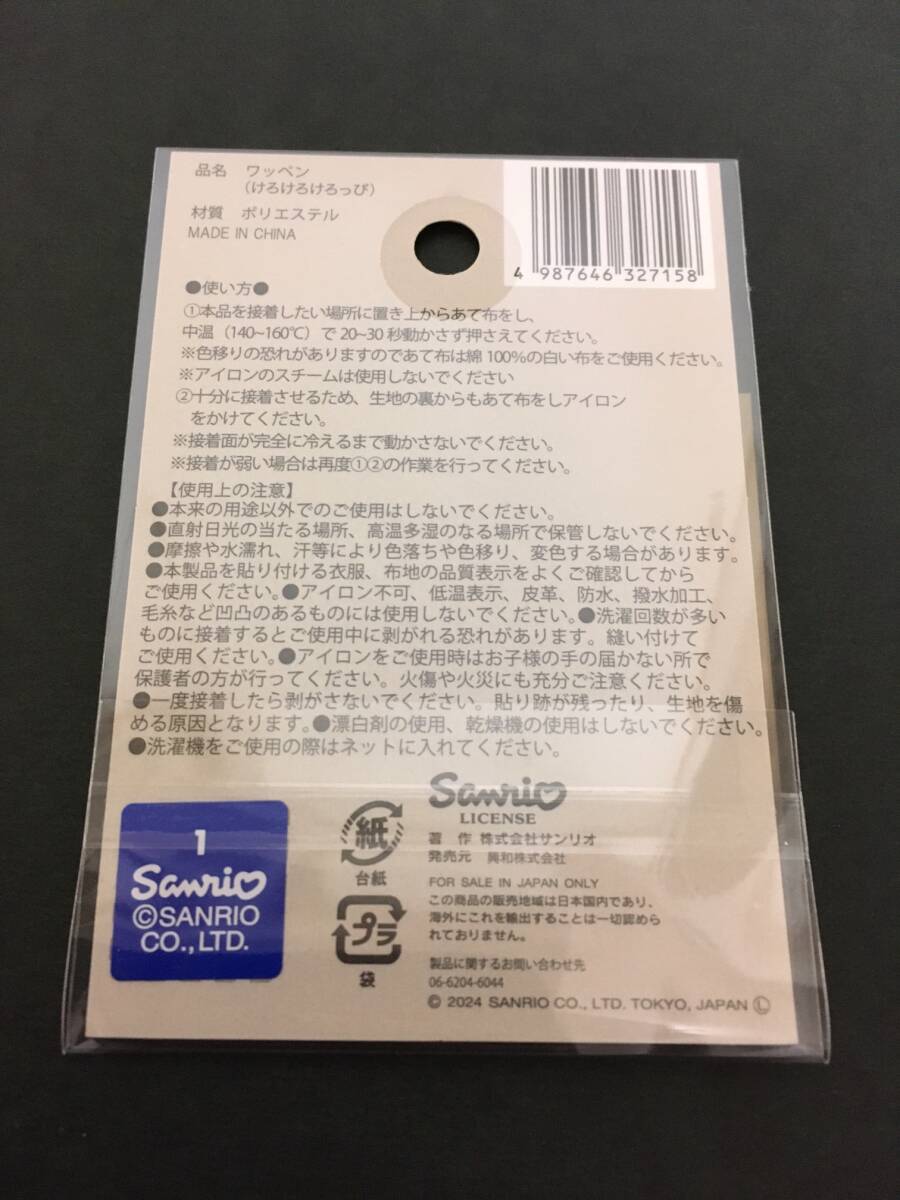 品名　ワッペン
（けろけろけろっぴ）
材質　ポリエステル
MADE IN CHINA
4 987646 327158
●使い方●
①本品を接着したい場所に置き上からあて布をし、
中温（140~160℃）で 20~30 秒動かさず押さえてください。
※色移りの恐れがありますのであて布は綿 100%の白い布をご使用ください。
※アイロンのスチームは使用しないでください
②十分に接着させるため、生地の裏からもあて布をしアイロン
をかけてください。
※接着面が完全に冷えるまで動かさないでください。
※接着が弱い場合は再度①②の作業を行ってください。
【使用上の注意】
●本来の用途以外でのご使用はしないでください。
●直射日光の当たる場所、高温多湿のなる場所で保管しないでください。
●摩擦や水濡れ、汗等により色落ちや色移り、変色する場合があります。
●本製品を貼り付ける衣服、布地の品質表示をよくご確認してから
ご使用ください。●アイロン不可、低温表示、皮革、防水、撥水加工、
毛糸など凹凸のあるものには使用しないでください。●洗濯回数が多い
ものに接着するとご使用中に剥がれる恐れがあります。縫い付けて
ご使用ください。●アイロンをご使用時はお子様の手の届かない所で
保護者の方が行ってください。火傷や火災にも充分ご注意ください。
●一度接着したら剥がさないでください。貼り跡が残ったり、生地を傷
める原因となります。●漂白剤の使用、乾燥機の使用はしないでください。
●洗濯機をご使用の際はネットに入れてください。
1
Sanrio
©SANRIO
CO.,LTD.
紙
台紙
プラ
袋
Sanrio
LICENSE
著 作 株式会社サンリオ
発売元 興和株式会社
FOR SALE IN JAPAN ONLY
この商品の販売地域は日本国内であり、
海外にこれを輸出することは一切認めら
れておりません。
製品に関するお問い合わせ先
06-6204-6044
© 2024 SANRIO CO., LTD. TOKYO, JAPAN Ⓛ